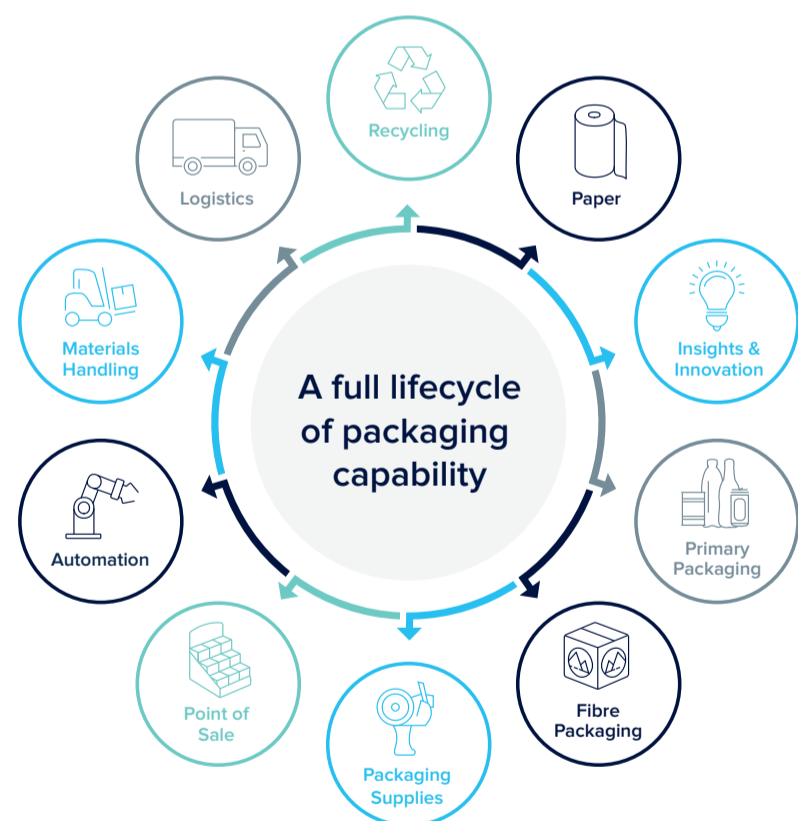 Recycling
Paper
Insights &
Innovation
Primary
Packaging
Fibre
Packaging
Packaging
Supplies
Point of
Sale
Automation
Materials
Handling
Logistics
A full lifecycle
of packaging
capability